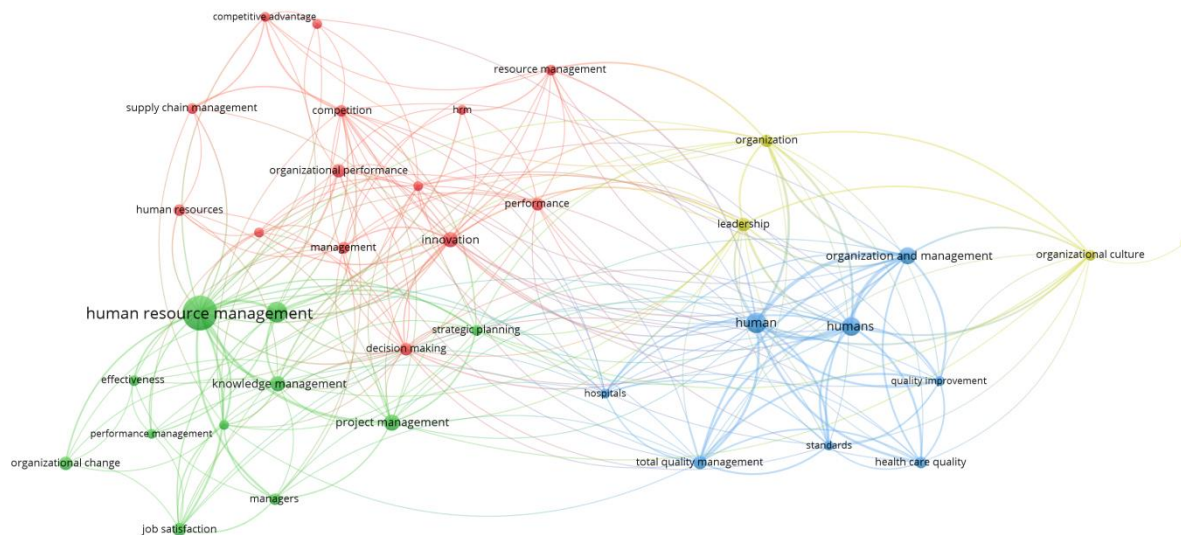 competitive advantage
resource management
supply chain management
competition
hrm
organization
organizational performance
performance
human resources
leadership
innovation
management
organization and management
organizational culture
human resource management
human
humans
strategic planning
decision making
effectiveness
knowledge management
quality improvement
hospitals
project management
performance management
standards
organizational change
total quality management
health care quality
managers
job satisfaction